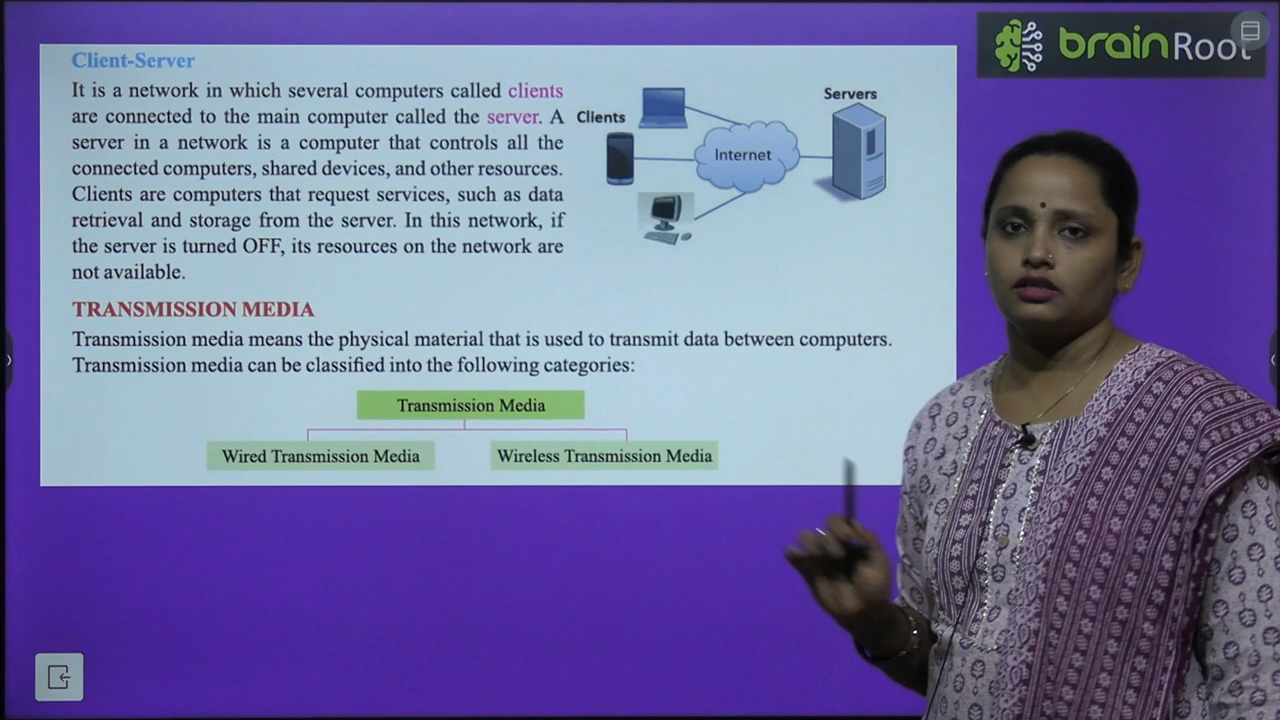 brainRoot
Client-Server
It is a network in which several computers called clients
are connected to the main computer called the server. A
server in a network is a computer that controls all the
connected computers, shared devices, and other resources.
Clients are computers that request services, such as data
retrieval and storage from the server. In this network, if
the server is turned OFF, its resources on the network are
not available.
Clients
Servers
Internet
TRANSMISSION MEDIA
Transmission media means the physical material that is used to transmit data between computers.
Transmission media can be classified into the following categories:
Transmission Media
Wired Transmission Media
Wireless Transmission Media